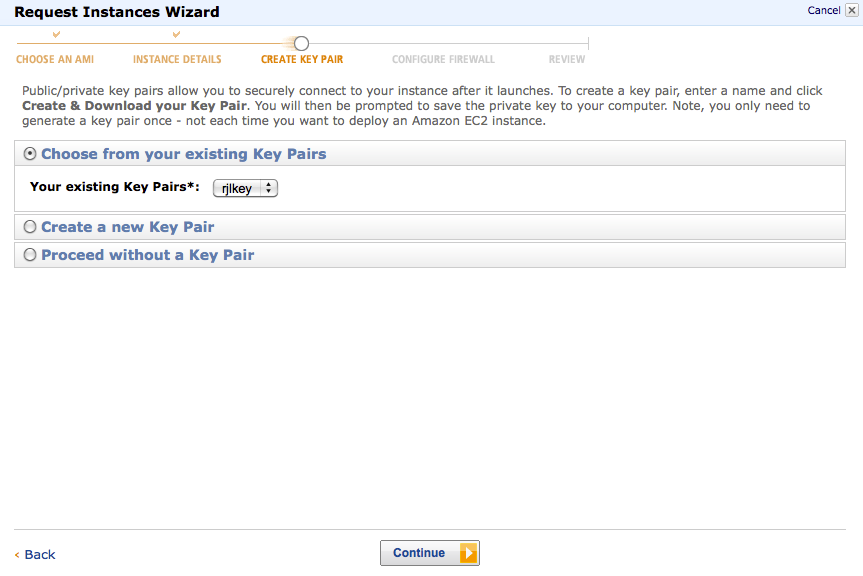 Request Instances Wizard
Cancel
CHOOSE AN AMI INSTANCE DETAILS CREATE KEY PAIR CONFIGURE FIREWALL REVIEW
Public/private key pairs allow you to securely connect to your instance after it launches. To create a key pair, enter a name and click
Create & Download your Key Pair. You will then be prompted to save the private key to your computer. Note, you only need to
generate a key pair once - not each time you want to deploy an Amazon EC2 instance.
Choose from your existing Key Pairs
Your existing Key Pairs*: rjlkey
Create a new Key Pair
Proceed without a Key Pair
Back
Continue